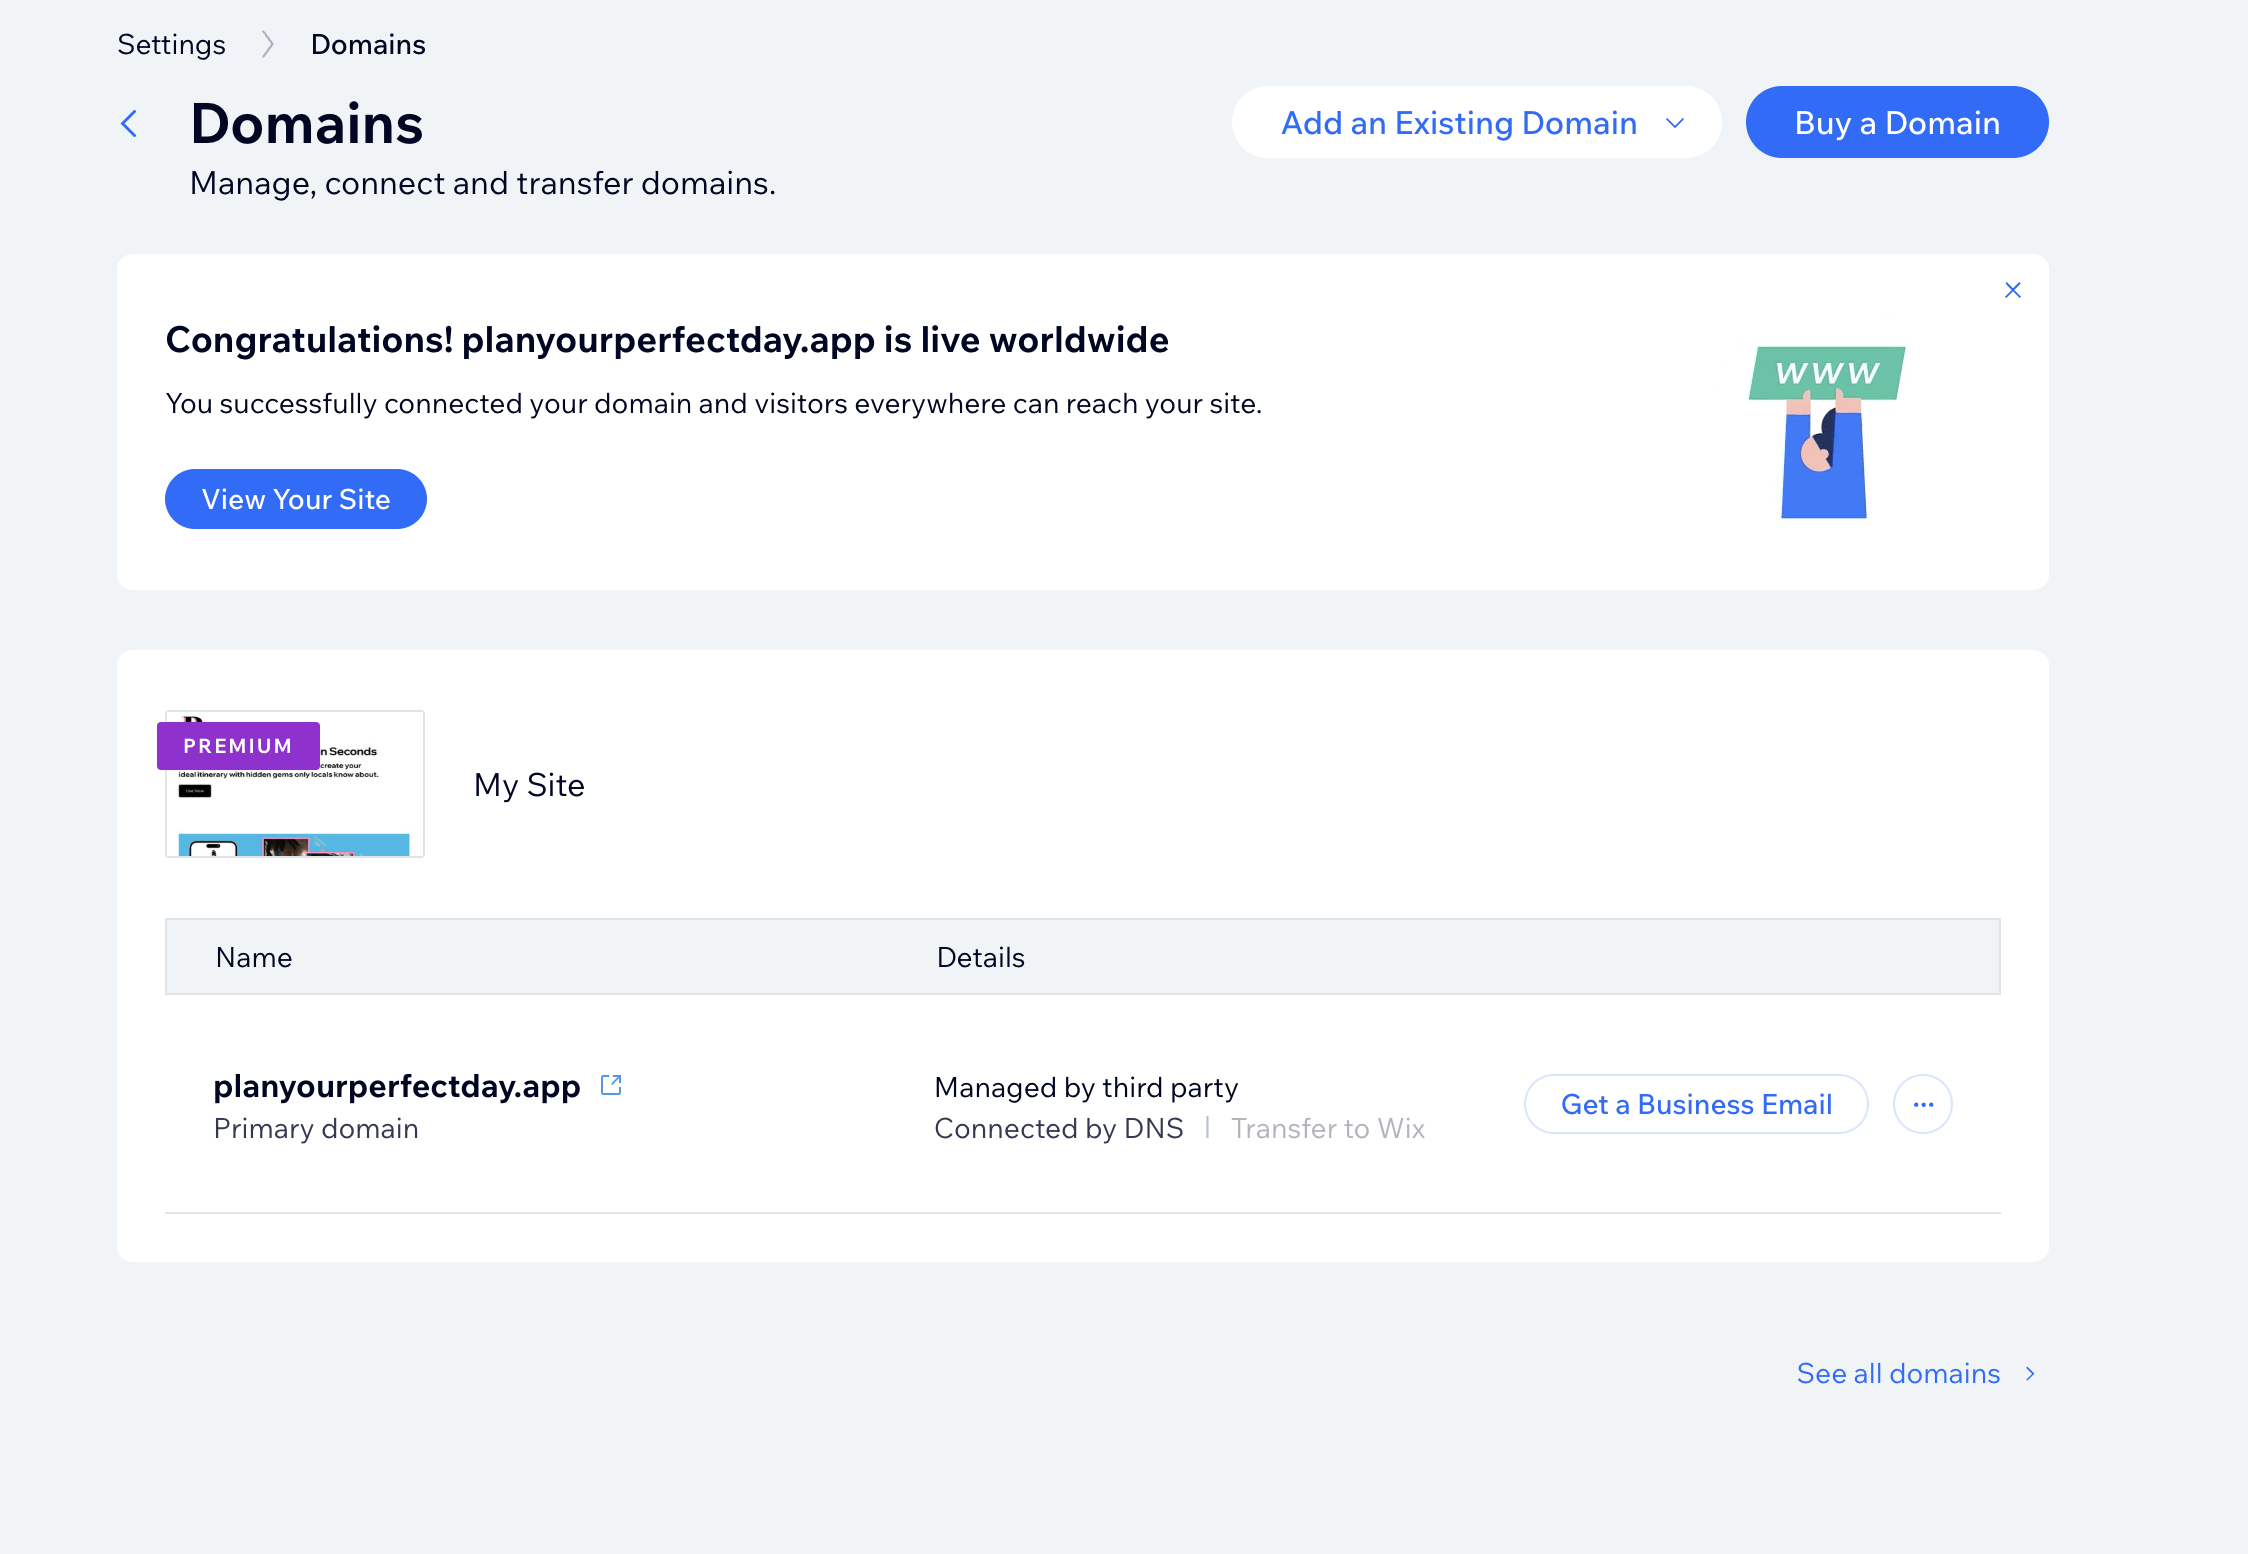 Settings
Domains
Domains
Manage, connect and transfer domains.
Add an Existing Domain
Buy a Domain
Congratulations! planyourperfectday.app is live worldwide
You successfully connected your domain and visitors everywhere can reach your site.
View Your Site
www
PREMIUM
n Seconds
create your
ideal itinerary with hidden gems only locals know about.
My Site
Name
Details
planyourperfectday.app
Primary domain
Managed by third party
Connected by DNS | Transfer to Wix
Get a Business Email
See all domains